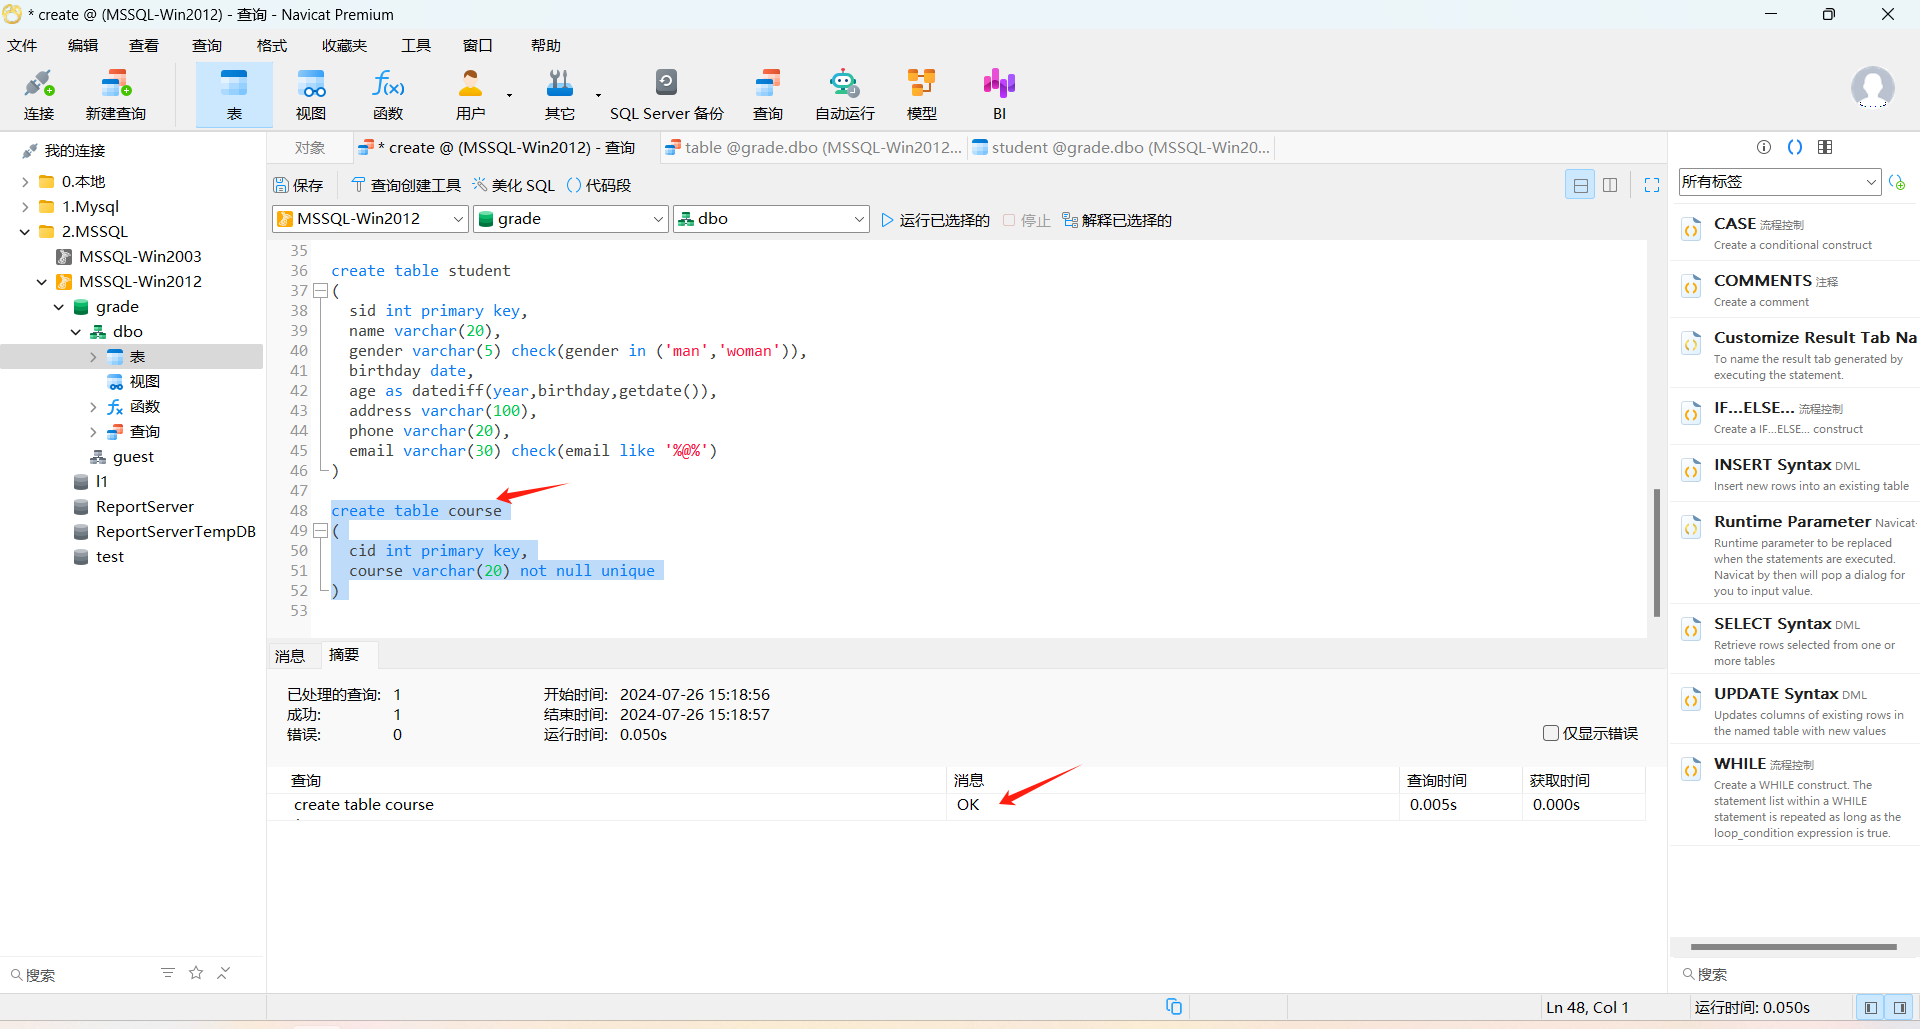 * create @ (MSSQL-Win2012) - 查询 - Navicat Premium
文件 编辑 查看 查询 格式 收藏夹 工具 窗口 帮助
连接 新建查询 表 视图 函数 用户 其它 SQL Server 备份 查询 自动运行 模型 BI
我的连接
0.本地
1.Mysql
2.MSSQL
MSSQL-Win2003
MSSQL-Win2012
grade
dbo
表
视图
函数
查询
guest
l1
ReportServer
ReportServerTempDB
test
搜索
对象 * create @ (MSSQL-Win2012) - 查询 table @grade.dbo (MSSQL-Win2012... student @grade.dbo (MSSQL-Win20...
保存 查询创建工具 美化 SQL () 代码段
MSSQL-Win2012 grade dbo 运行已选择的 停止 解释已选择的
35
36 create table student
37 (
38 sid int primary key,
39 name varchar(20),
40 gender varchar(5) check(gender in ('man','woman')),
41 birthday date,
42 age as datediff(year,birthday,getdate()),
43 address varchar(100),
44 phone varchar(20),
45 email varchar(30) check(email like '%@%')
46 )
47
48 create table course
49 (
50 cid int primary key,
51 course varchar(20) not null unique
52 )
53
消息 摘要
已处理的查询: 1 开始时间: 2024-07-26 15:18:56
成功: 1 结束时间: 2024-07-26 15:18:57
错误: 0 运行时间: 0.050s
仅显示错误
查询 消息 查询时间 获取时间
create table course OK 0.005s 0.000s
所有标签
CASE 流程控制
Create a conditional construct
COMMENTS 注释
Create a comment
Customize Result Tab Na
To name the result tab generated by
executing the statement.
IF...ELSE... 流程控制
Create a IF...ELSE... construct
INSERT Syntax DML
Insert new rows into an existing table
Runtime Parameter Navicat
Runtime parameter to be replaced
when the statements are executed.
Navicat by then will pop a dialog for
you to input value.
SELECT Syntax DML
Retrieve rows selected from one or
more tables
UPDATE Syntax DML
Updates columns of existing rows in
the named table with new values
WHILE 流程控制
Create a WHILE construct. The
statement list within a WHILE
statement is repeated as long as the
loop_condition expression is true.
搜索
Ln 48, Col 1 运行时间: 0.050s